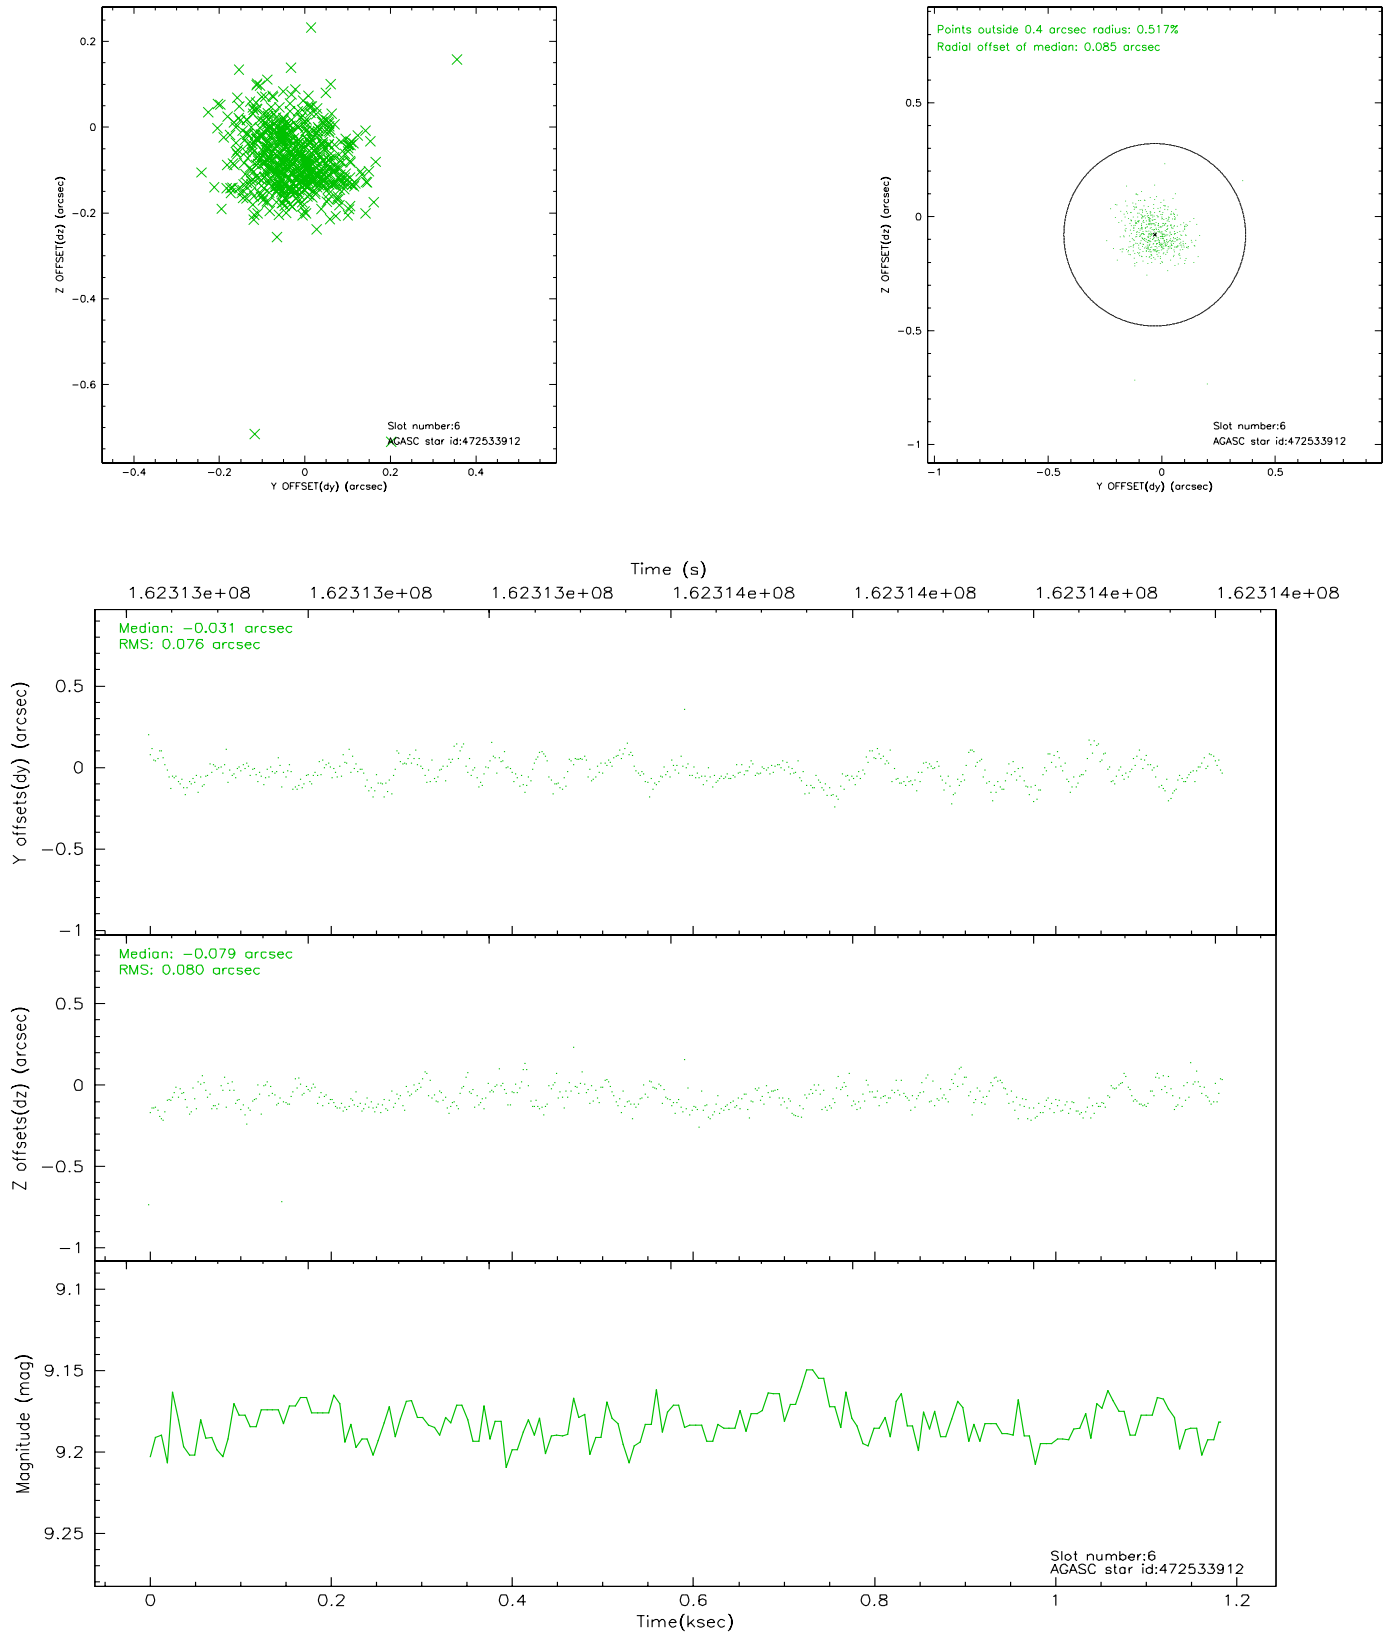 0.2
0
-0.2
-0.4
-0.6
Z OFFSET(dz) (arcsec)
Slot number:6
AGASC star id:472533912
-0.4 -0.2 0 0.2 0.4
Y OFFSET(dy) (arcsec)
Points outside 0.4 arcsec radius: 0.517%
Radial offset of median: 0.085 arcsec
0.5
0
-0.5
-1
Z OFFSET(dz) (arcsec)
Slot number:6
AGASC star id:472533912
-1 -0.5 0 0.5
Y OFFSET(dy) (arcsec)
Time (s)
1.62313e+08 1.62313e+08 1.62313e+08 1.62314e+08 1.62314e+08 1.62314e+08 1.62314e+08
Median: -0.031 arcsec
RMS: 0.076 arcsec
0.5
0
-0.5
-1
Y offsets(dy) (arcsec)
Median: -0.079 arcsec
RMS: 0.080 arcsec
0.5
0
-0.5
-1
Z offsets(dz) (arcsec)
9.1
9.15
9.2
9.25
Magnitude (mag)
Slot number:6
AGASC star id:472533912
0 0.2 0.4 0.6 0.8 1 1.2
Time(ksec)